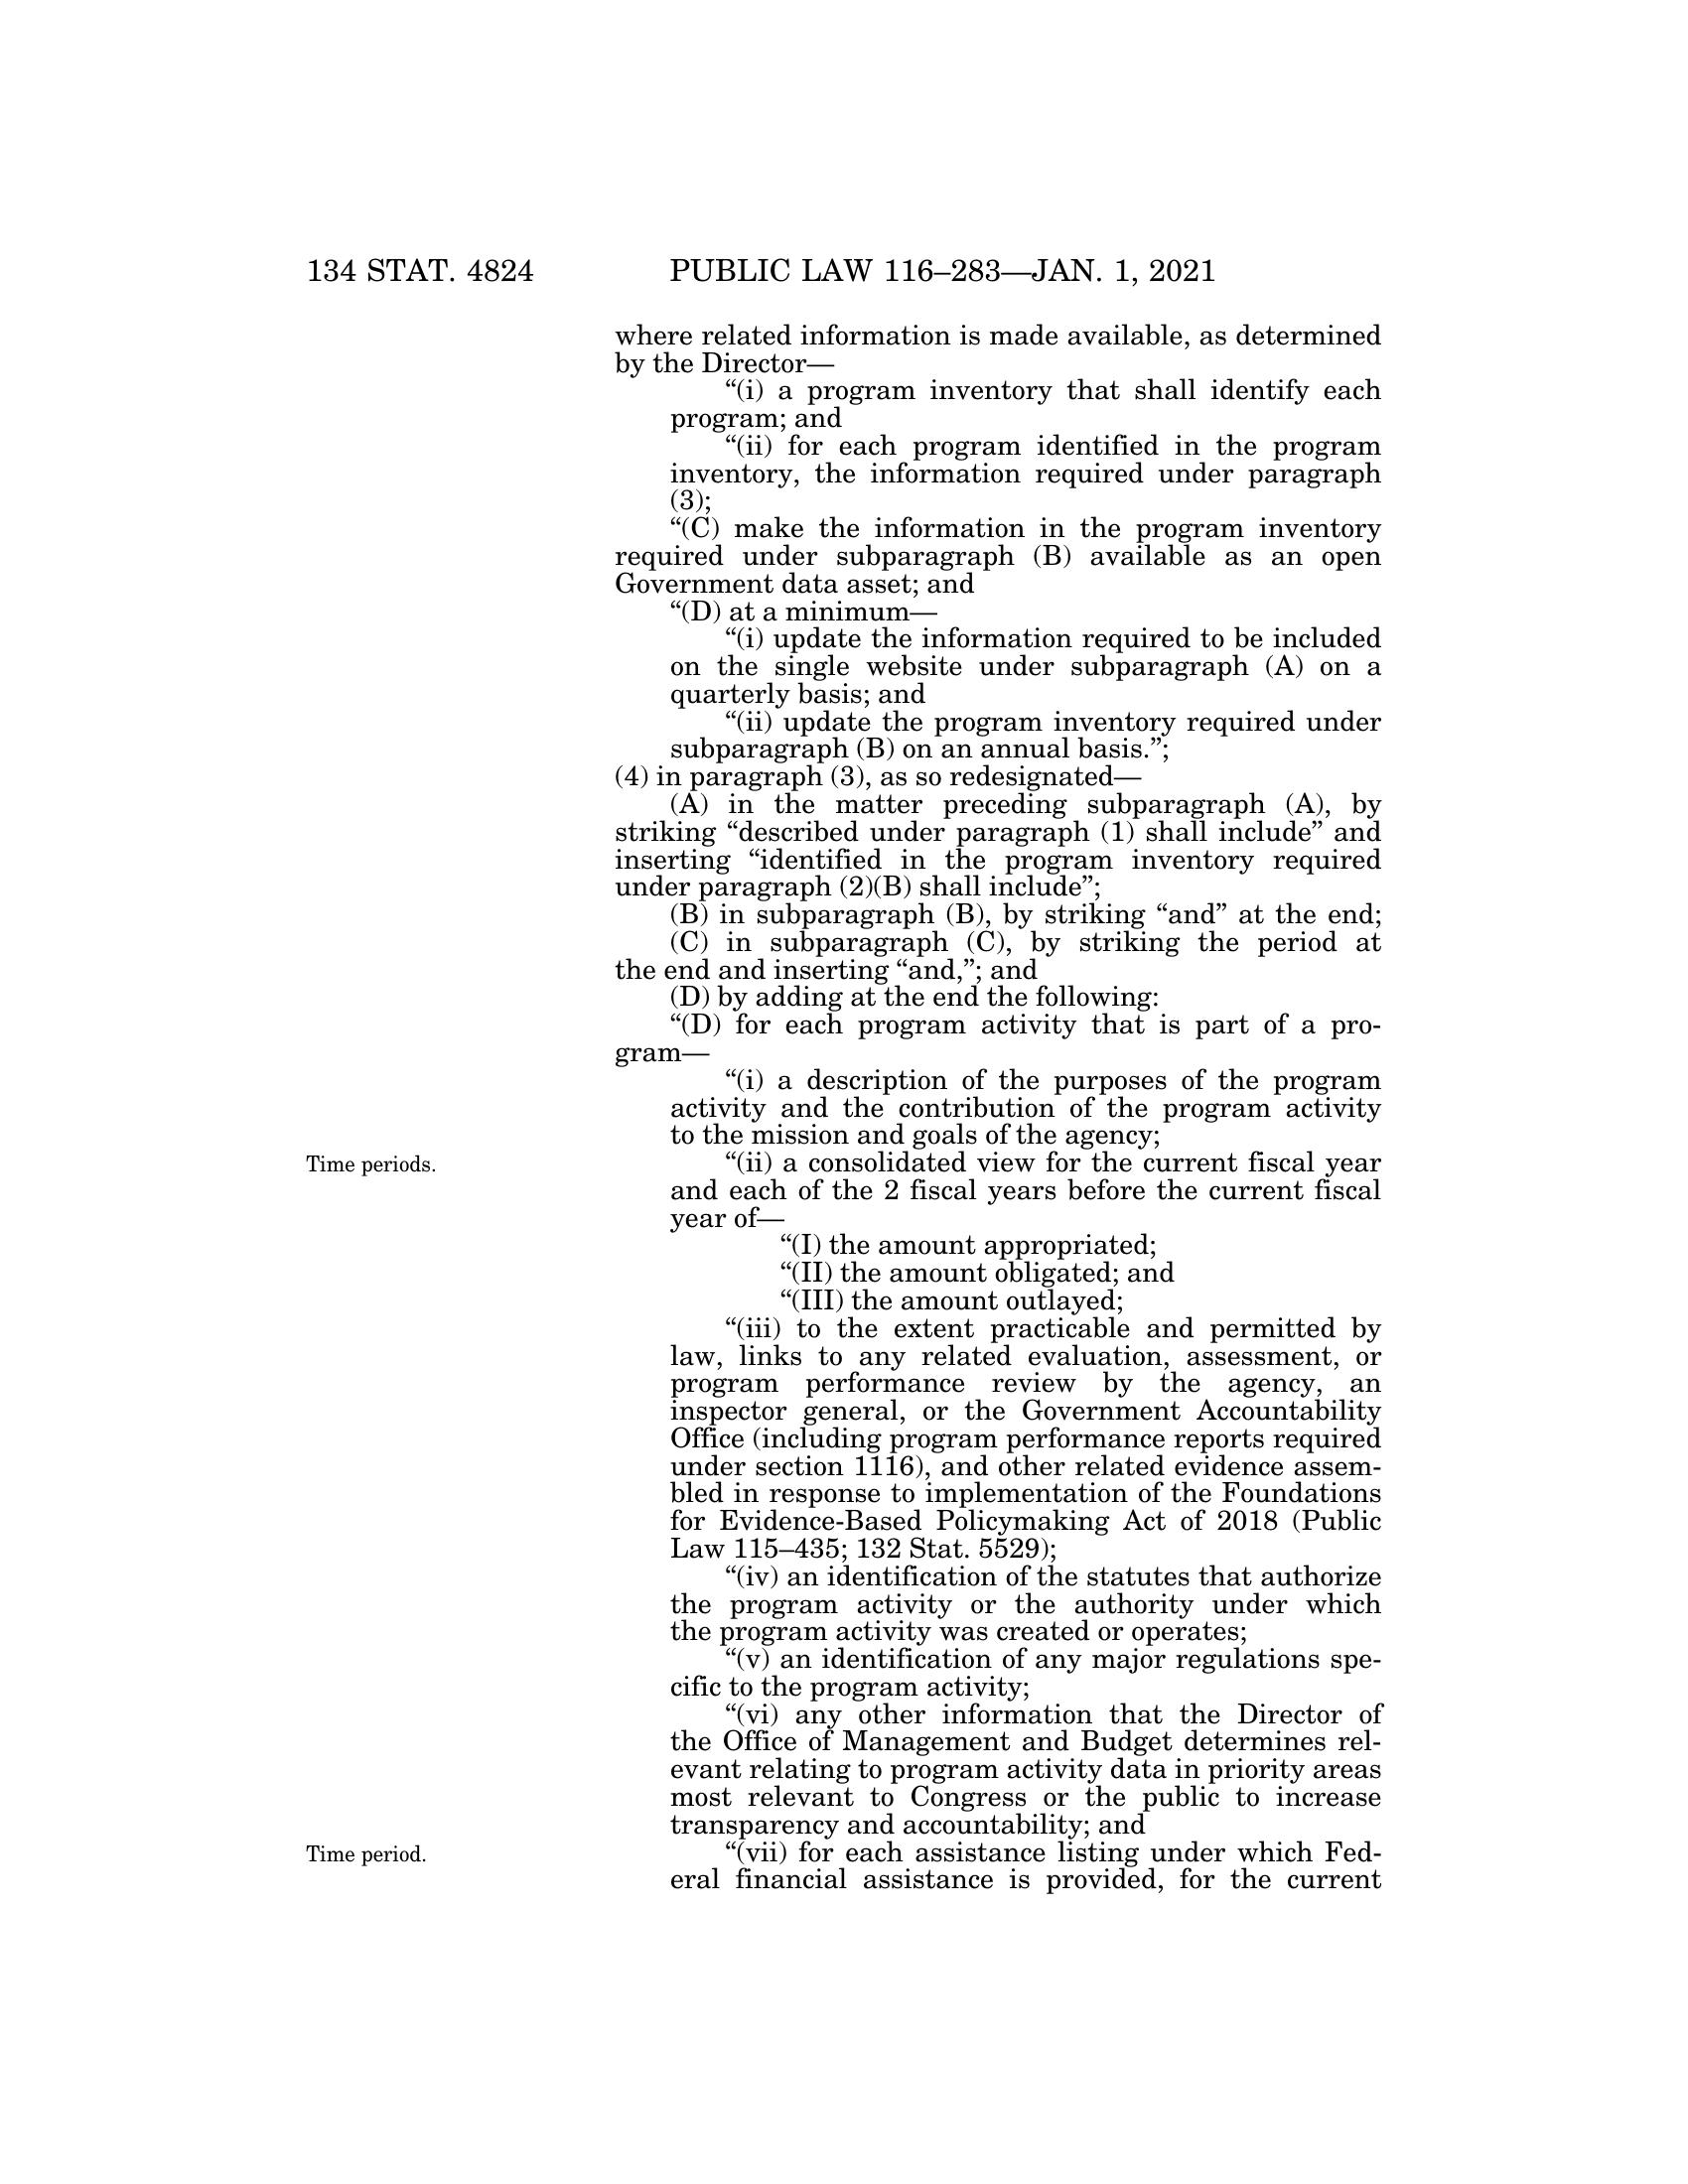 134 STAT. 4824 PUBLIC LAW 116–283—JAN. 1, 2021
where related information is made available, as determined
by the Director—
“(i) a program inventory that shall identify each
program; and
“(ii) for each program identified in the program
inventory, the information required under paragraph
(3);
“(C) make the information in the program inventory
required under subparagraph (B) available as an open
Government data asset; and
“(D) at a minimum—
“(i) update the information required to be included
on the single website under subparagraph (A) on a
quarterly basis; and
“(ii) update the program inventory required under
subparagraph (B) on an annual basis.”;
(4) in paragraph (3), as so redesignated—
(A) in the matter preceding subparagraph (A), by
striking “described under paragraph (1) shall include” and
inserting “identified in the program inventory required
under paragraph (2)(B) shall include”;
(B) in subparagraph (B), by striking “and” at the end;
(C) in subparagraph (C), by striking the period at
the end and inserting “and,”; and
(D) by adding at the end the following:
“(D) for each program activity that is part of a pro-
gram—
“(i) a description of the purposes of the program
activity and the contribution of the program activity
to the mission and goals of the agency;
Time periods.
“(ii) a consolidated view for the current fiscal year
and each of the 2 fiscal years before the current fiscal
year of—
“(I) the amount appropriated;
“(II) the amount obligated; and
“(III) the amount outlayed;
“(iii) to the extent practicable and permitted by
law, links to any related evaluation, assessment, or
program performance review by the agency, an
inspector general, or the Government Accountability
Office (including program performance reports required
under section 1116), and other related evidence assem-
bled in response to implementation of the Foundations
for Evidence-Based Policymaking Act of 2018 (Public
Law 115–435; 132 Stat. 5529);
“(iv) an identification of the statutes that authorize
the program activity or the authority under which
the program activity was created or operates;
“(v) an identification of any major regulations spe-
cific to the program activity;
“(vi) any other information that the Director of
the Office of Management and Budget determines rel-
evant relating to program activity data in priority areas
most relevant to Congress or the public to increase
transparency and accountability; and
Time period.
“(vii) for each assistance listing under which Fed-
eral financial assistance is provided, for the current